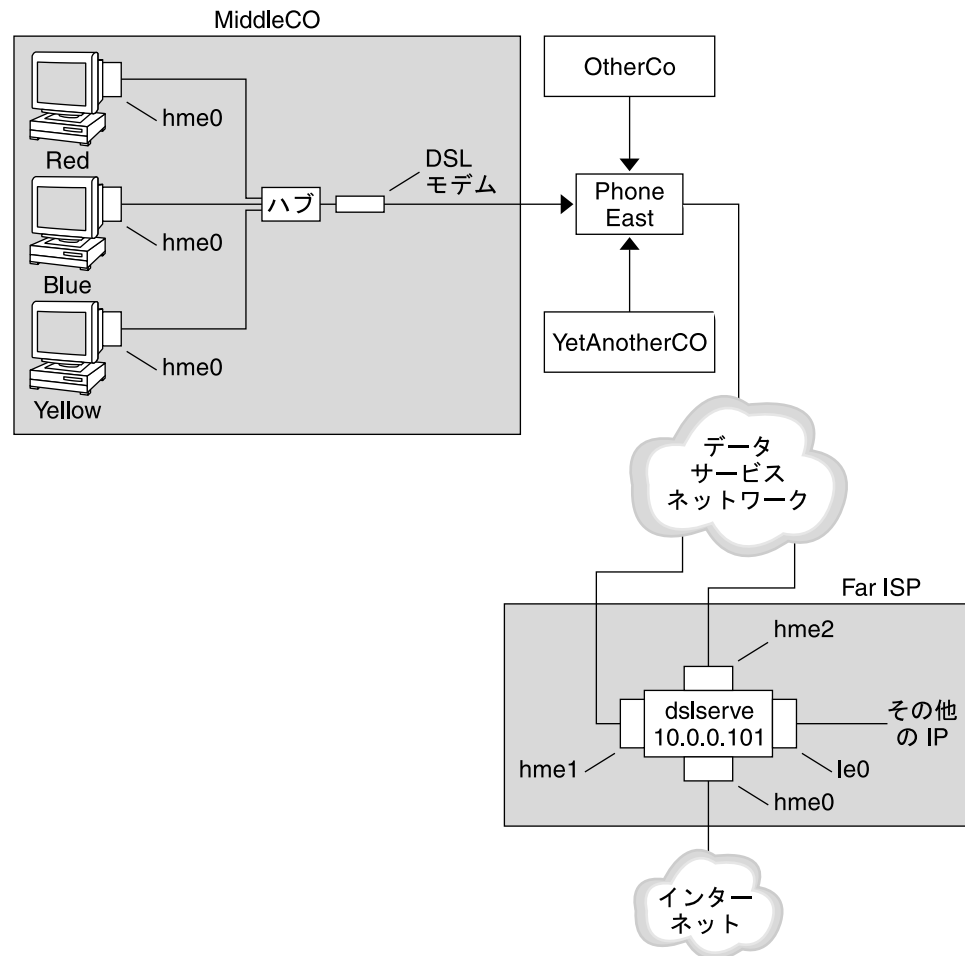 MiddleCO
hme0
Red
hme0
Blue
hme0
Yellow
ハブ
DSL
モデム
OtherCo
Phone
East
YetAnotherCO
データ
サービス
ネットワーク
Far ISP
hme2
dslserve
10.0.0.101
hme1
le0
hme0
その他
の IP
インター
ネット